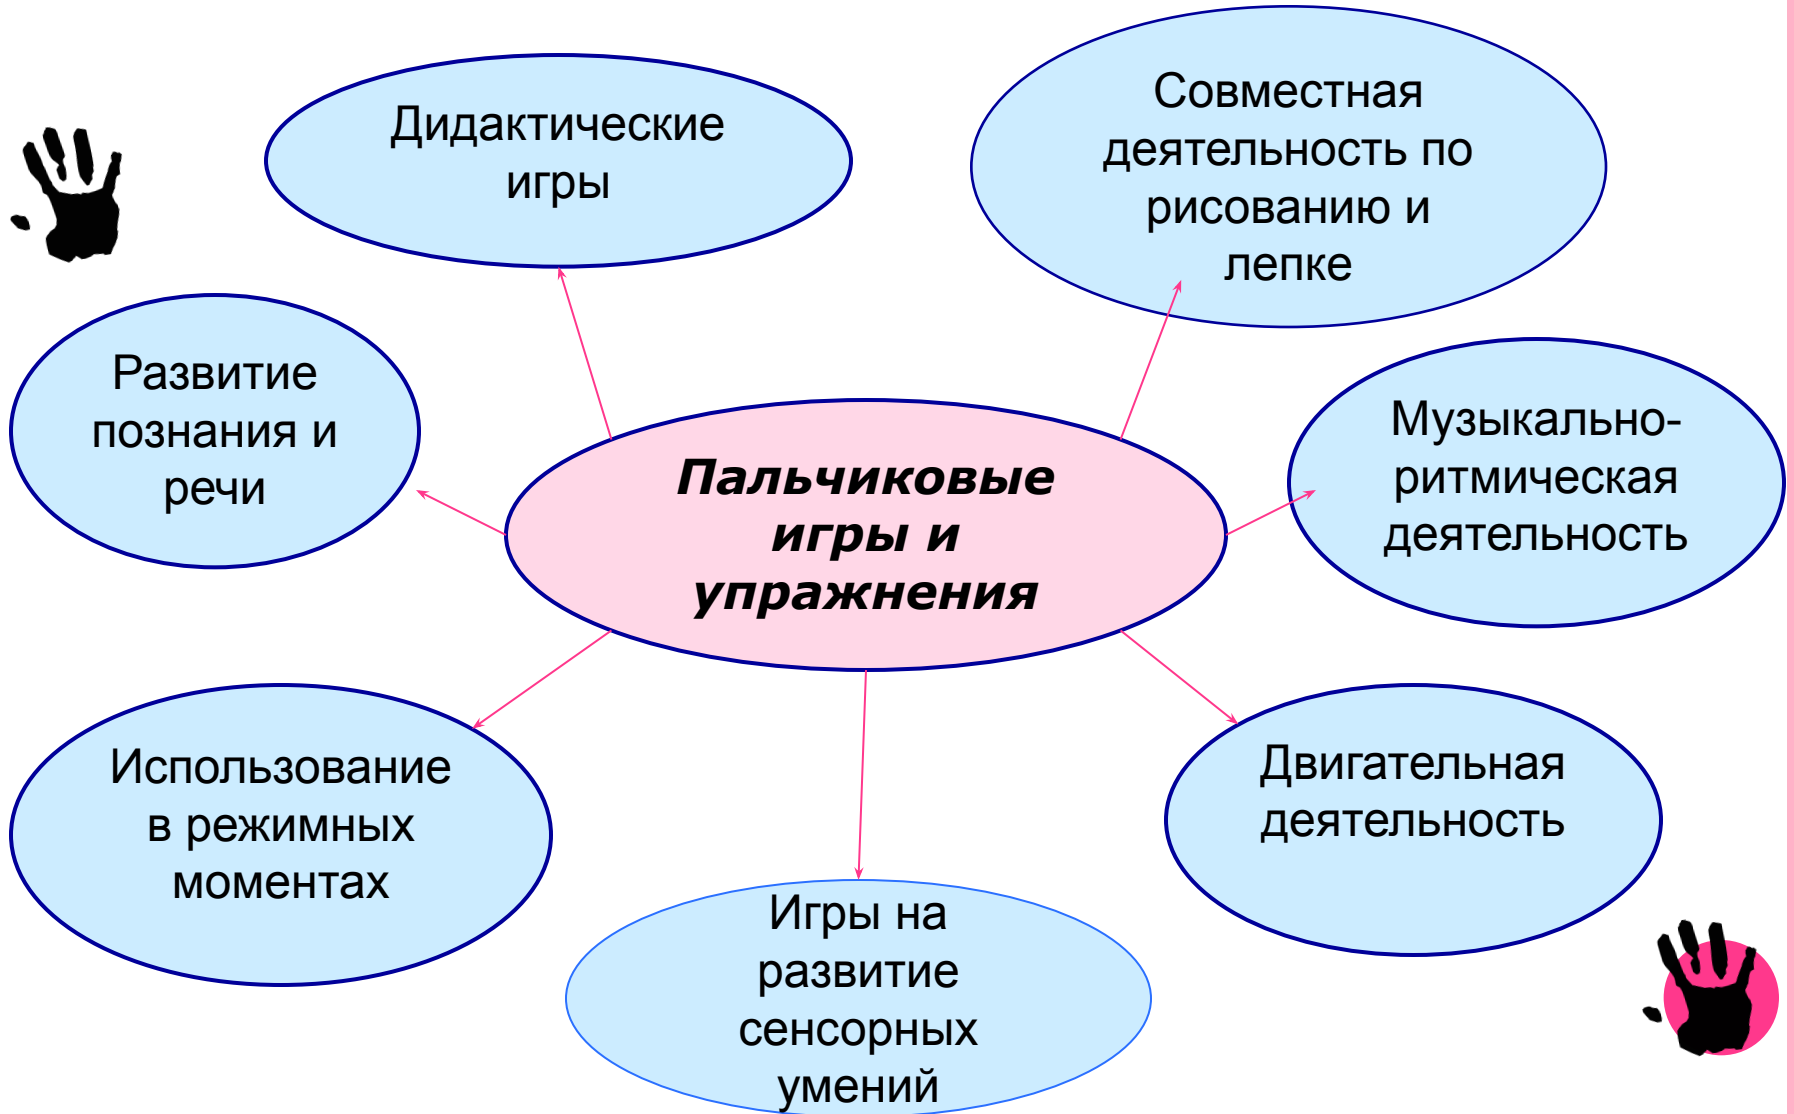 Дидактические
игры
Совместная
деятельность по
рисованию и
лепке
Развитие
познания и
речи
Музыкально-
ритмическая
деятельность
Пальчиковые
игры и
упражнения
Использование
в режимных
моментах
Двигательная
деятельность
Игры на
развитие
сенсорных
умений